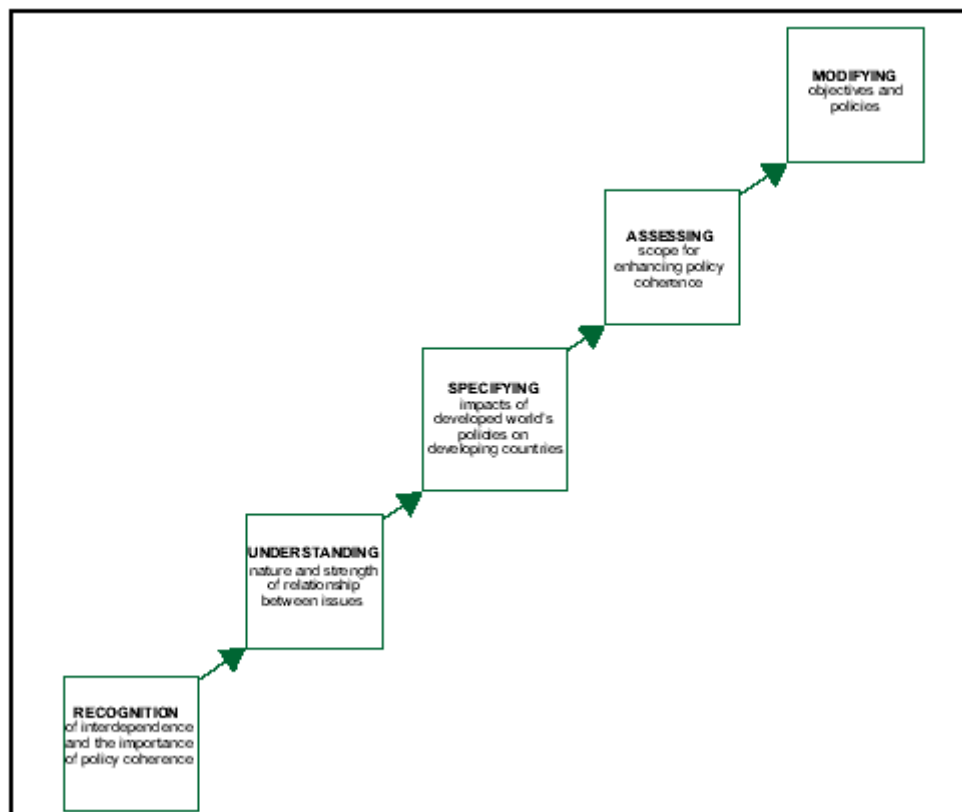 MODIFYING
objectives and
policies
ASSESSING
scope for
enhancing policy
coherence
SPECIFYING
impacts of
developed world's
policies on
developing countries
UNDERSTANDING
nature and strength
of relationship
between issues
RECOGNITION
of interdependence
and the importance
of policy coherence